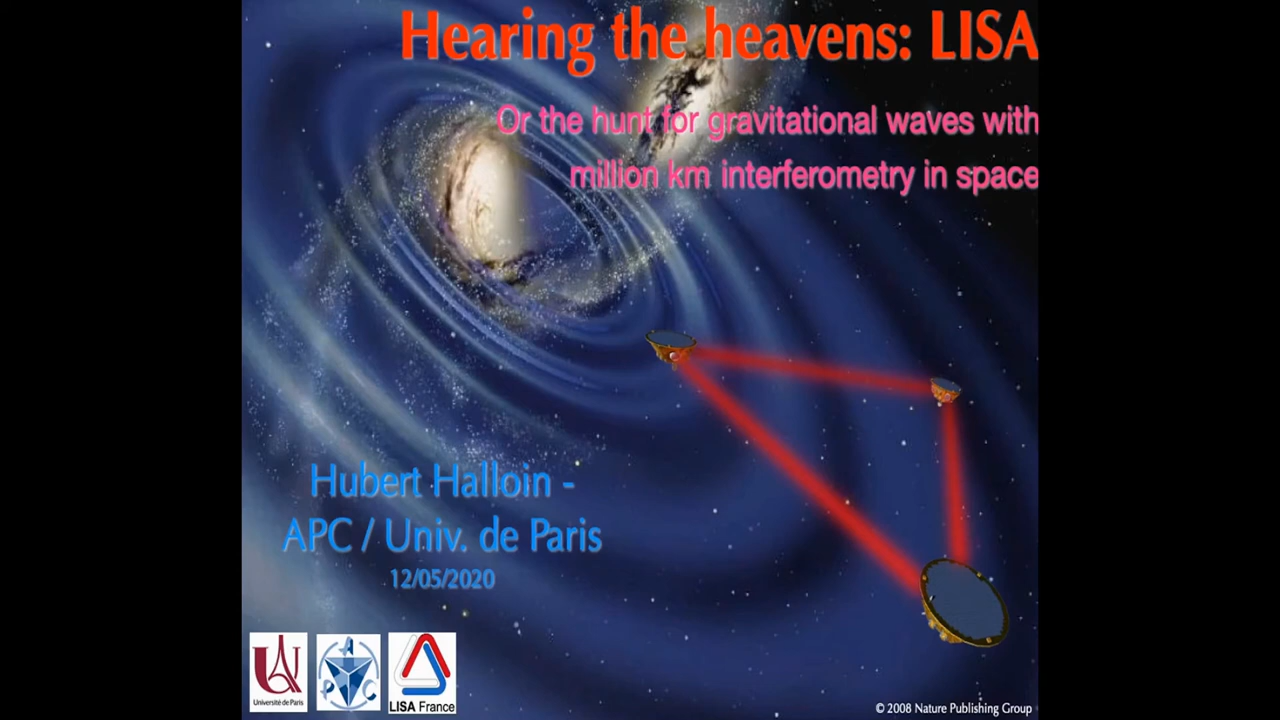 Hearing the heavens: LISA
Or the hunt for gravitational waves with
million km interferometry in space
Hubert Halloin -
APC / Univ. de Paris
12/05/2020
Université de Paris
A
P C
LISA France
© 2008 Nature Publishing Group